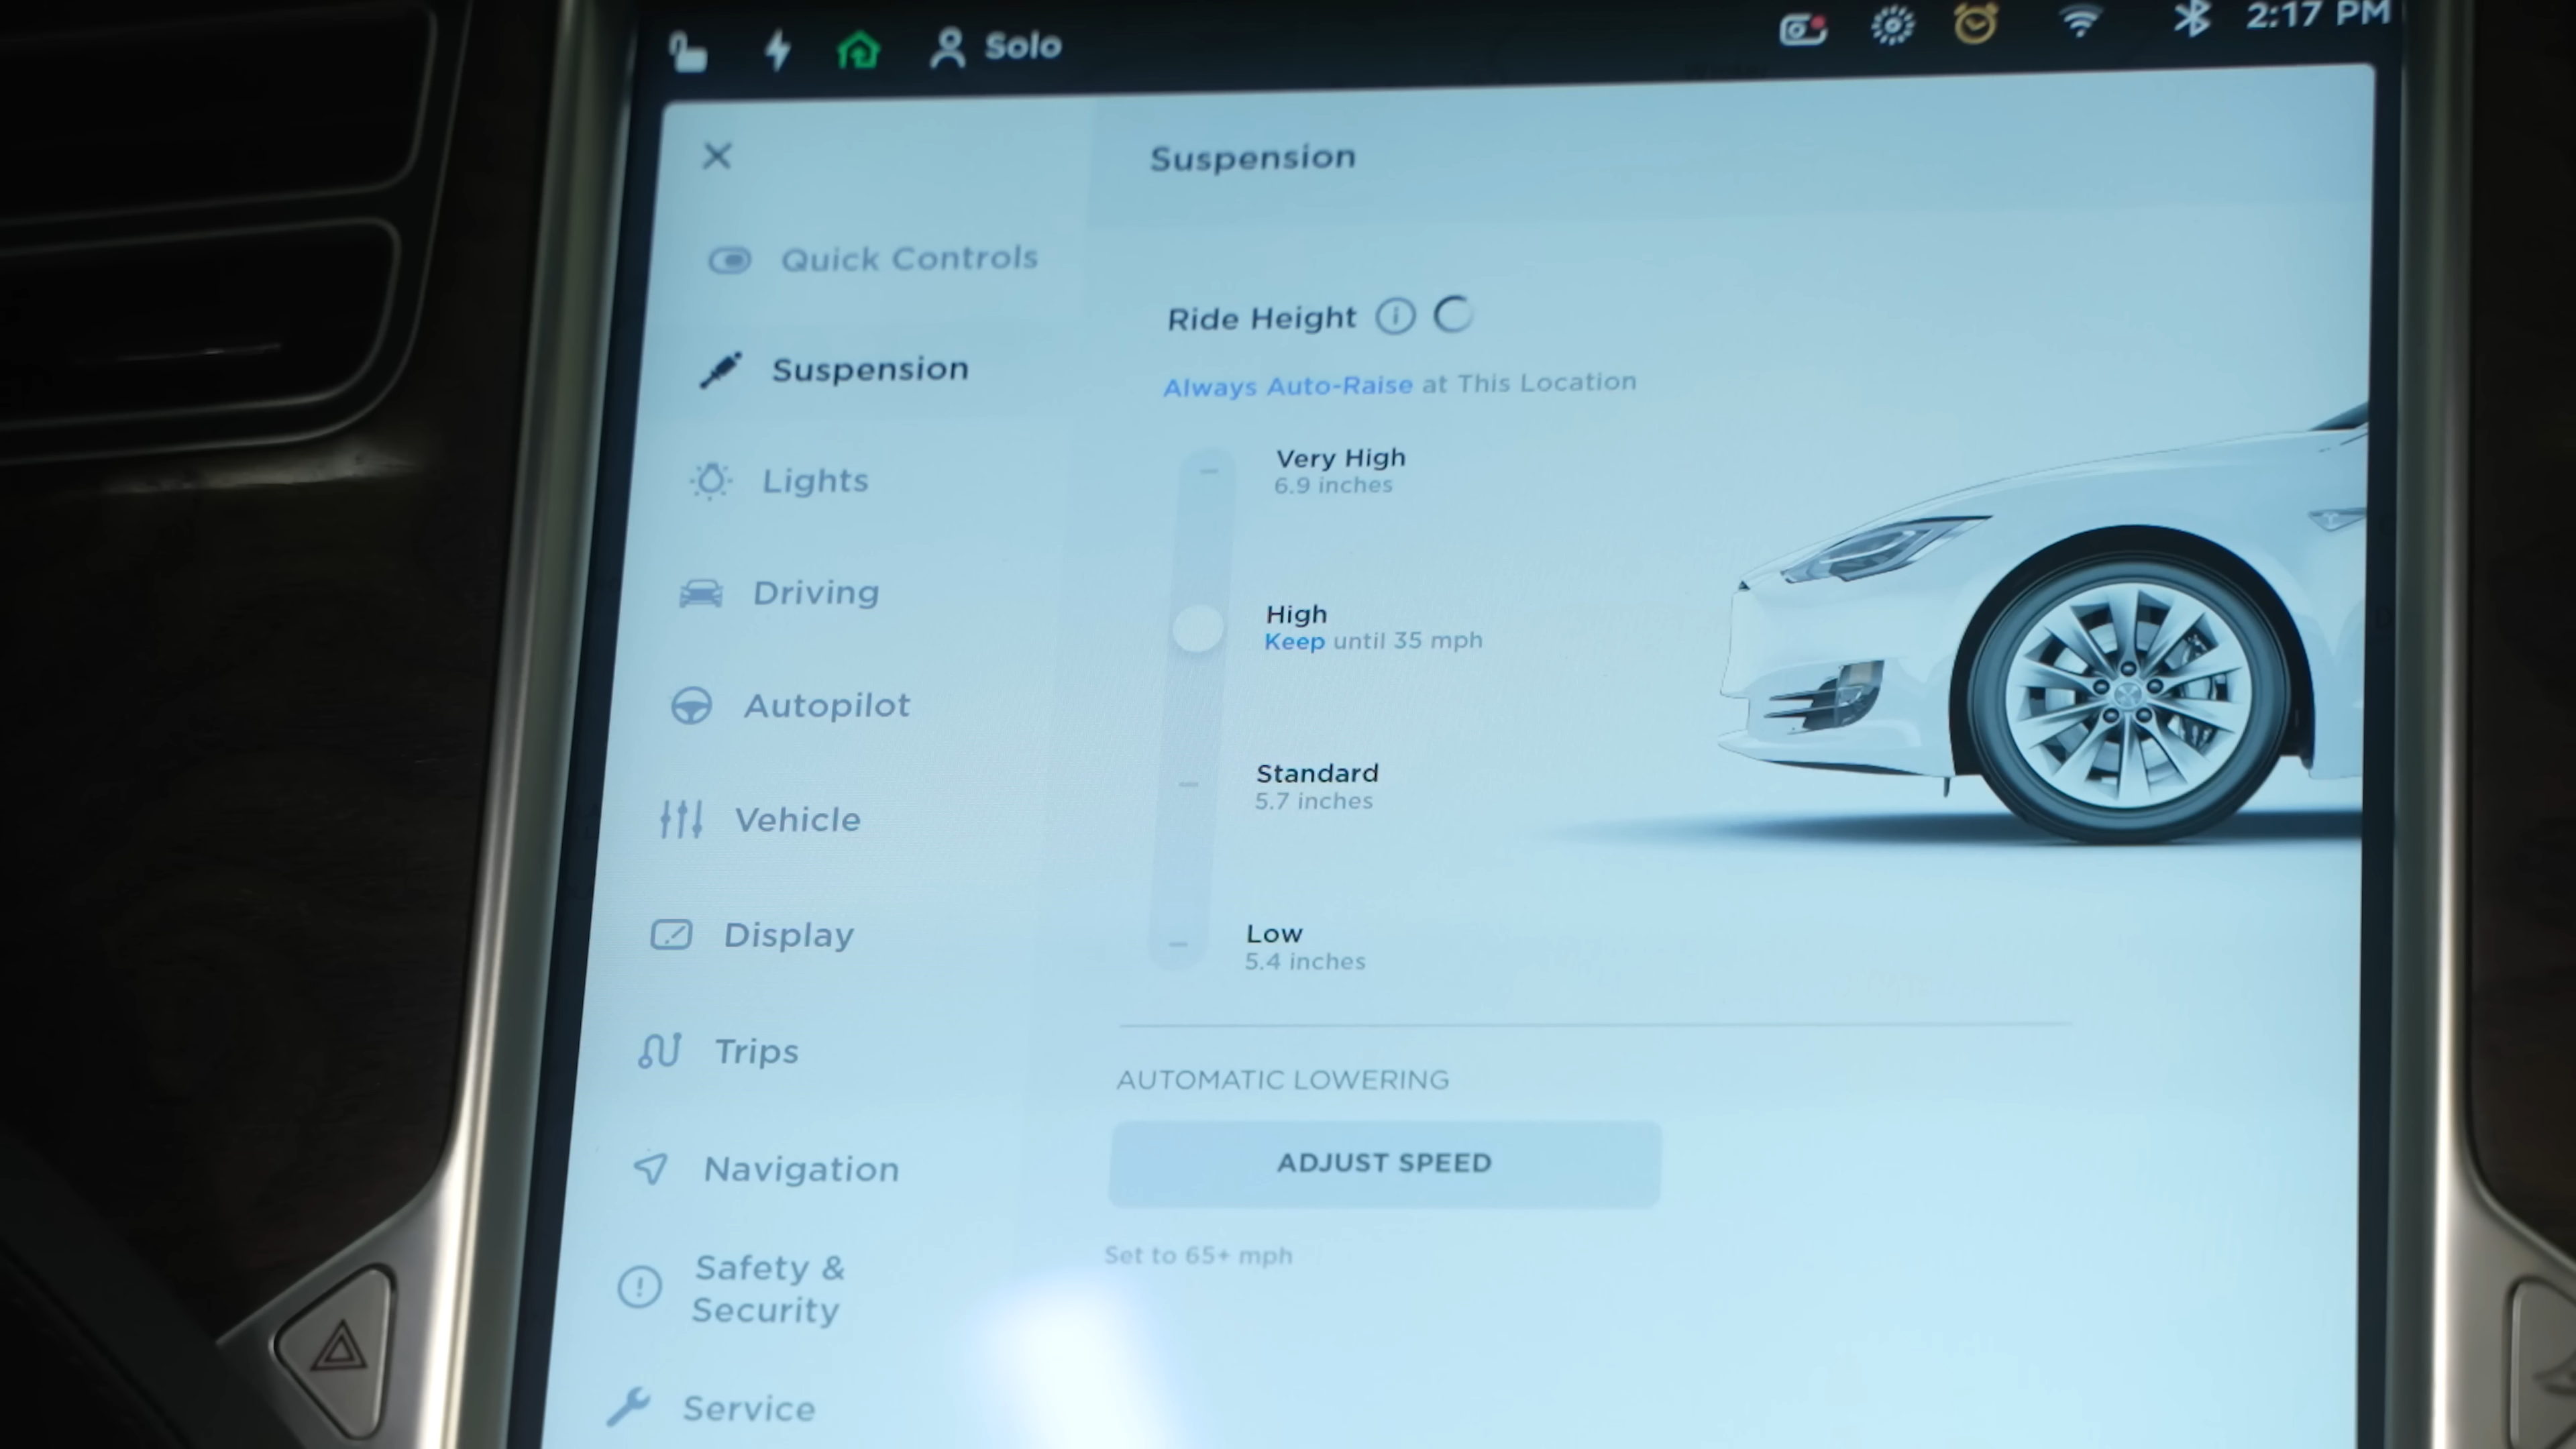 Solo
2:17 PM
Suspension
Quick Controls
Suspension
Lights
Driving
Autopilot
Vehicle
Display
Trips
Navigation
Safety &
Security
Service
Ride Height
Always Auto-Raise at This Location
Very High
6.9 inches
High
Keep until 35 mph
Standard
5.7 inches
Low
5.4 inches
AUTOMATIC LOWERING
ADJUST SPEED
Set to 65+ mph